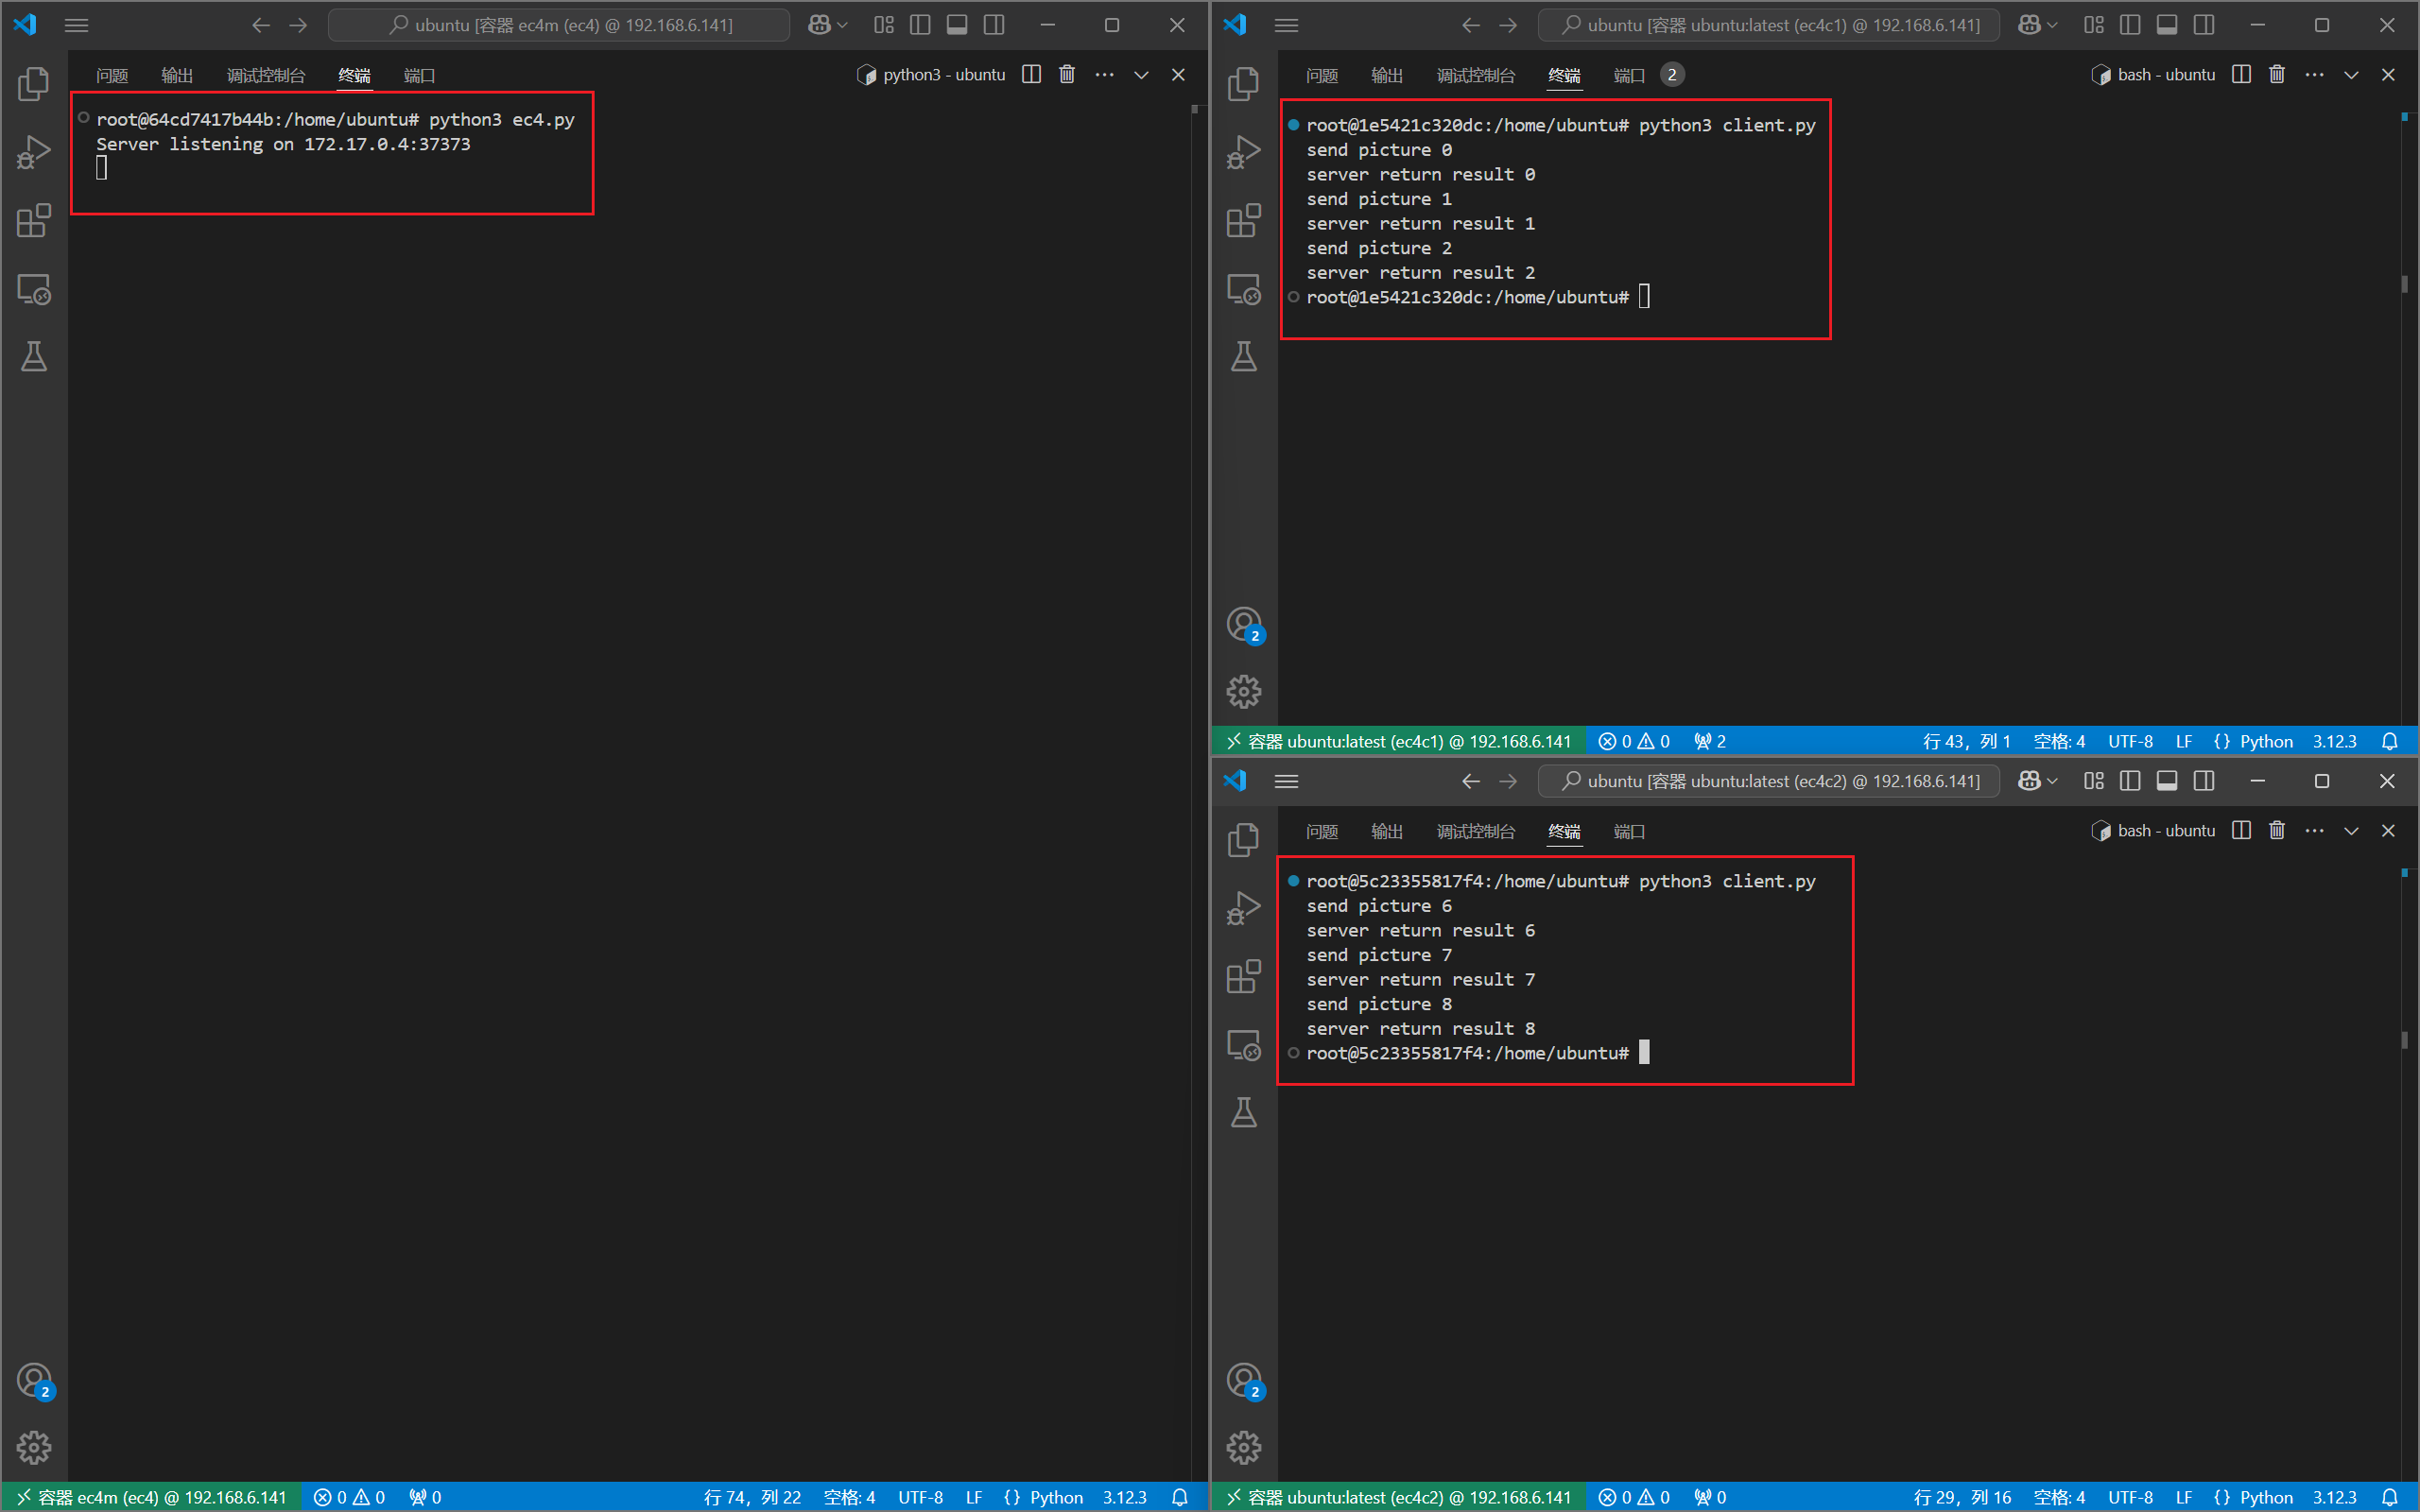 ubuntu [容器 ec4m (ec4) @ 192.168.6.141]
问题 输出 调试控制台 终端 端口
python3 - ubuntu
root@64cd7417b44b:/home/ubuntu# python3 ec4.py
Server listening on 172.17.0.4:37373
2
容器 ec4m (ec4) @ 192.168.6.141 0 0 0 行 74，列 22 空格: 4 UTF-8 LF {} Python 3.12.3
ubuntu [容器 ubuntu:latest (ec4c1) @ 192.168.6.141]
问题 输出 调试控制台 终端 端口 2
bash - ubuntu
root@1e5421c320dc:/home/ubuntu# python3 client.py
send picture 0
server return result 0
send picture 1
server return result 1
send picture 2
server return result 2
root@1e5421c320dc:/home/ubuntu#
2
容器 ubuntu:latest (ec4c1) @ 192.168.6.141 0 0 2 行 43，列 1 空格: 4 UTF-8 LF {} Python 3.12.3
ubuntu [容器 ubuntu:latest (ec4c2) @ 192.168.6.141]
问题 输出 调试控制台 终端 端口
bash - ubuntu
root@5c23355817f4:/home/ubuntu# python3 client.py
send picture 6
server return result 6
send picture 7
server return result 7
send picture 8
server return result 8
root@5c23355817f4:/home/ubuntu#
2
容器 ubuntu:latest (ec4c2) @ 192.168.6.141 0 0 0 行 29，列 16 空格: 4 UTF-8 LF {} Python 3.12.3